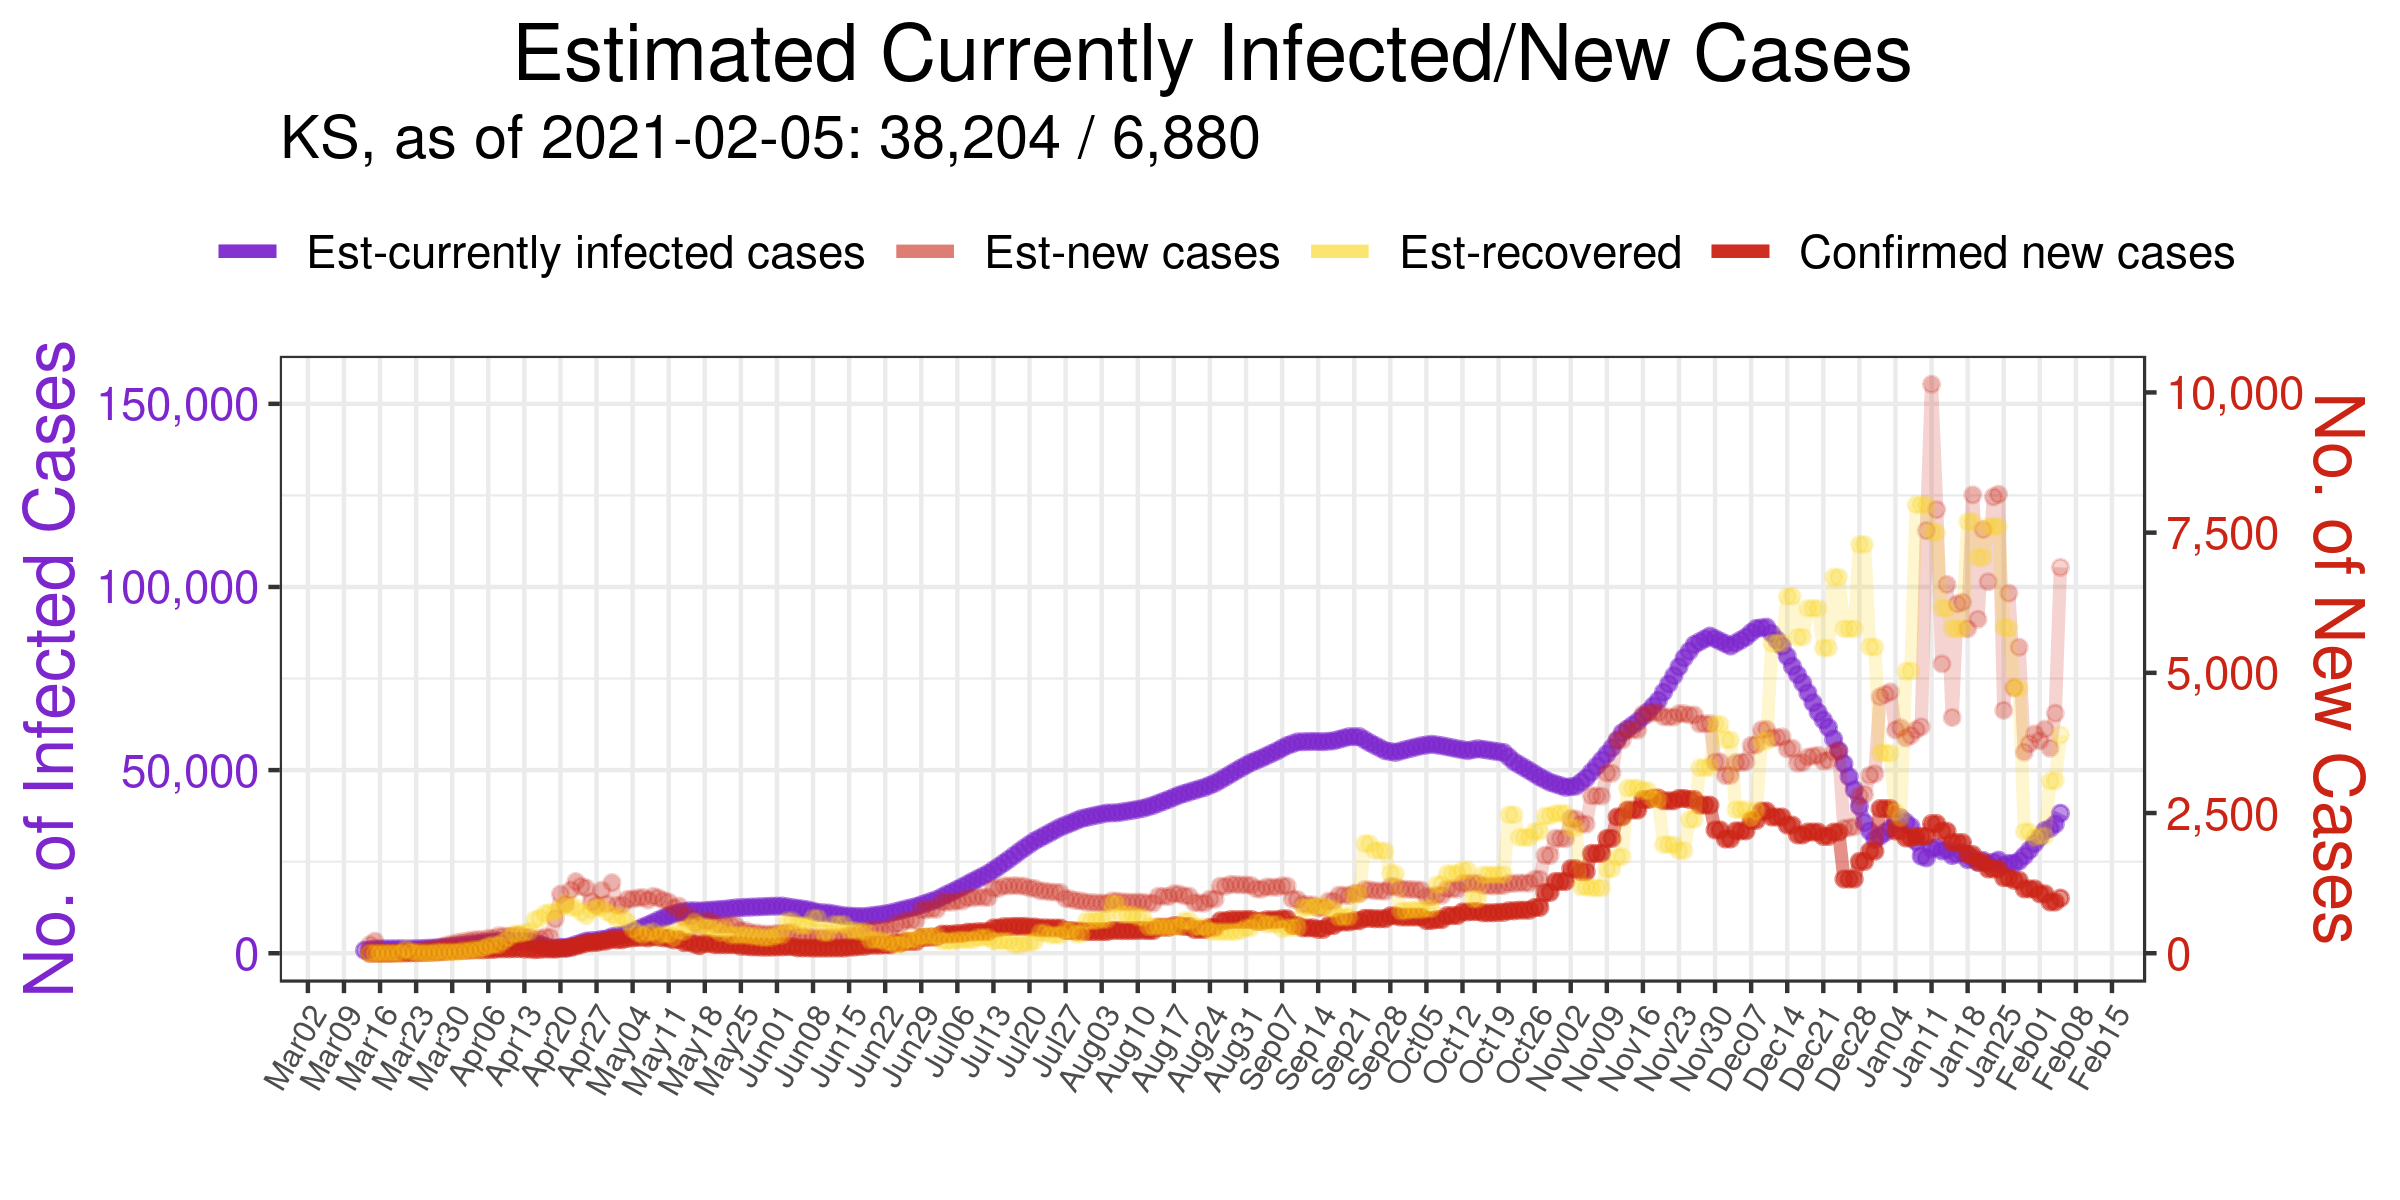 Estimated Currently Infected/New Cases
KS, as of 2021-02-05: 38,204 / 6,880
Est-currently infected cases
Est-new cases
Est-recovered
Confirmed new cases
No. of Infected Cases
150,000
100,000
50,000
0
10,000
7,500
5,000
2,500
0
No. of New Cases
Mar02
Mar09
Mar16
Mar23
Mar30
Apr06
Apr13
Apr20
Apr27
May04
May11
May18
May25
Jun01
Jun08
Jun15
Jun22
Jun29
Jul06
Jul13
Jul20
Jul27
Aug03
Aug10
Aug17
Aug24
Aug31
Sep07
Sep14
Sep21
Sep28
Oct05
Oct12
Oct19
Oct26
Nov02
Nov09
Nov16
Nov23
Nov30
Dec07
Dec14
Dec21
Dec28
Jan04
Jan11
Jan18
Jan25
Feb01
Feb08
Feb15